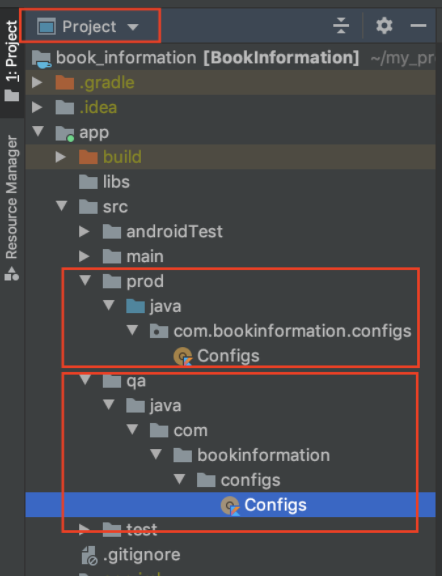 Project
1: Project
book_information [BookInformation] ~/my_pr
.gradle
.idea
app
build
Resource Manager
libs
src
androidTest
main
prod
java
com.bookinformation.configs
Configs
qa
java
com
bookinformation
configs
Configs
test
.gitignore